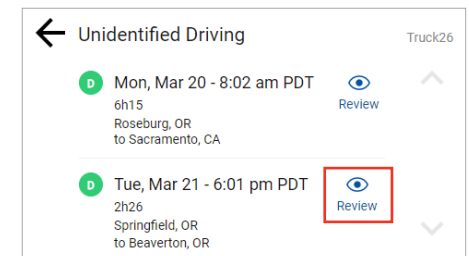 Unidentified Driving Truck26
D Mon, Mar 20 - 8:02 am PDT
6h15 Review
Roseburg, OR
to Sacramento, CA
D Tue, Mar 21 - 6:01 pm PDT
2h26 Review
Springfield, OR
to Beaverton, OR